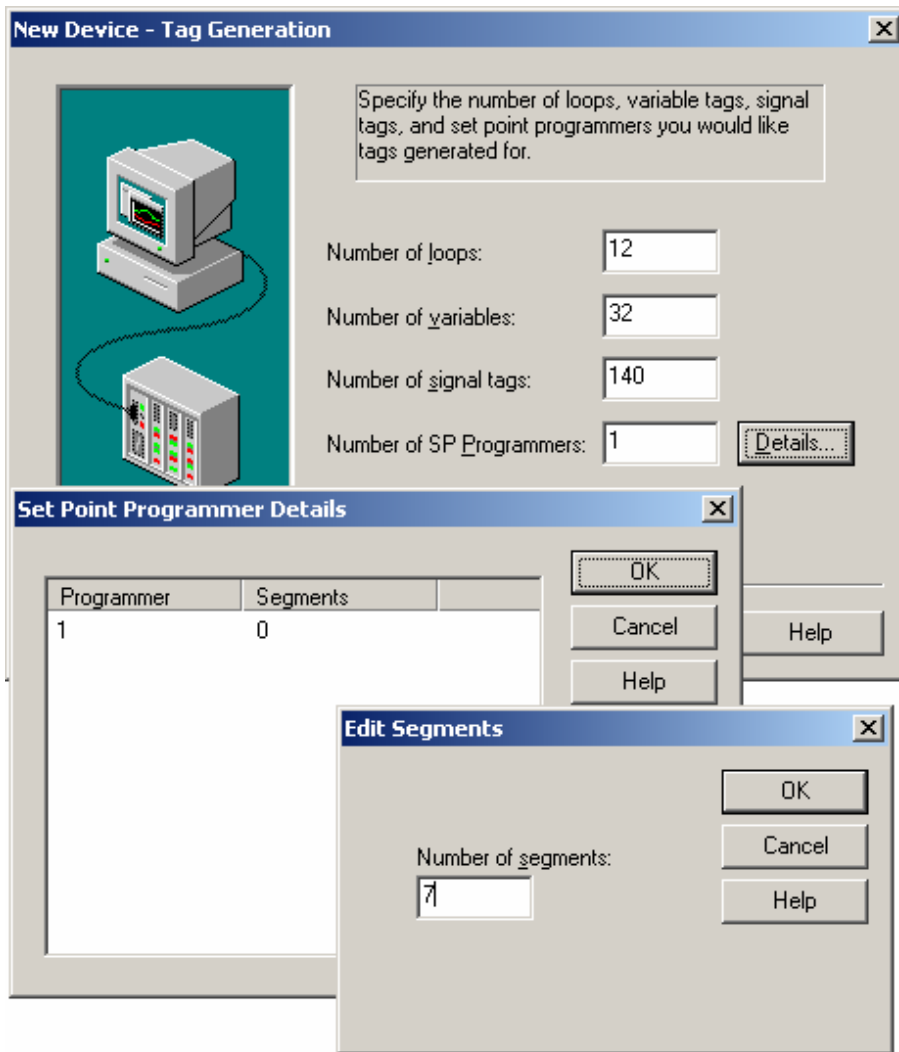 New Device - Tag Generation
Specify the number of loops, variable tags, signal
tags, and set point programmers you would like
tags generated for.
Number of loops: 12
Number of variables: 32
Number of signal tags: 140
Number of SP Programmers: 1 Details...
Help
Set Point Programmer Details
Programmer Segments
1 0
OK
Cancel
Help
Edit Segments
Number of segments:
7
OK
Cancel
Help